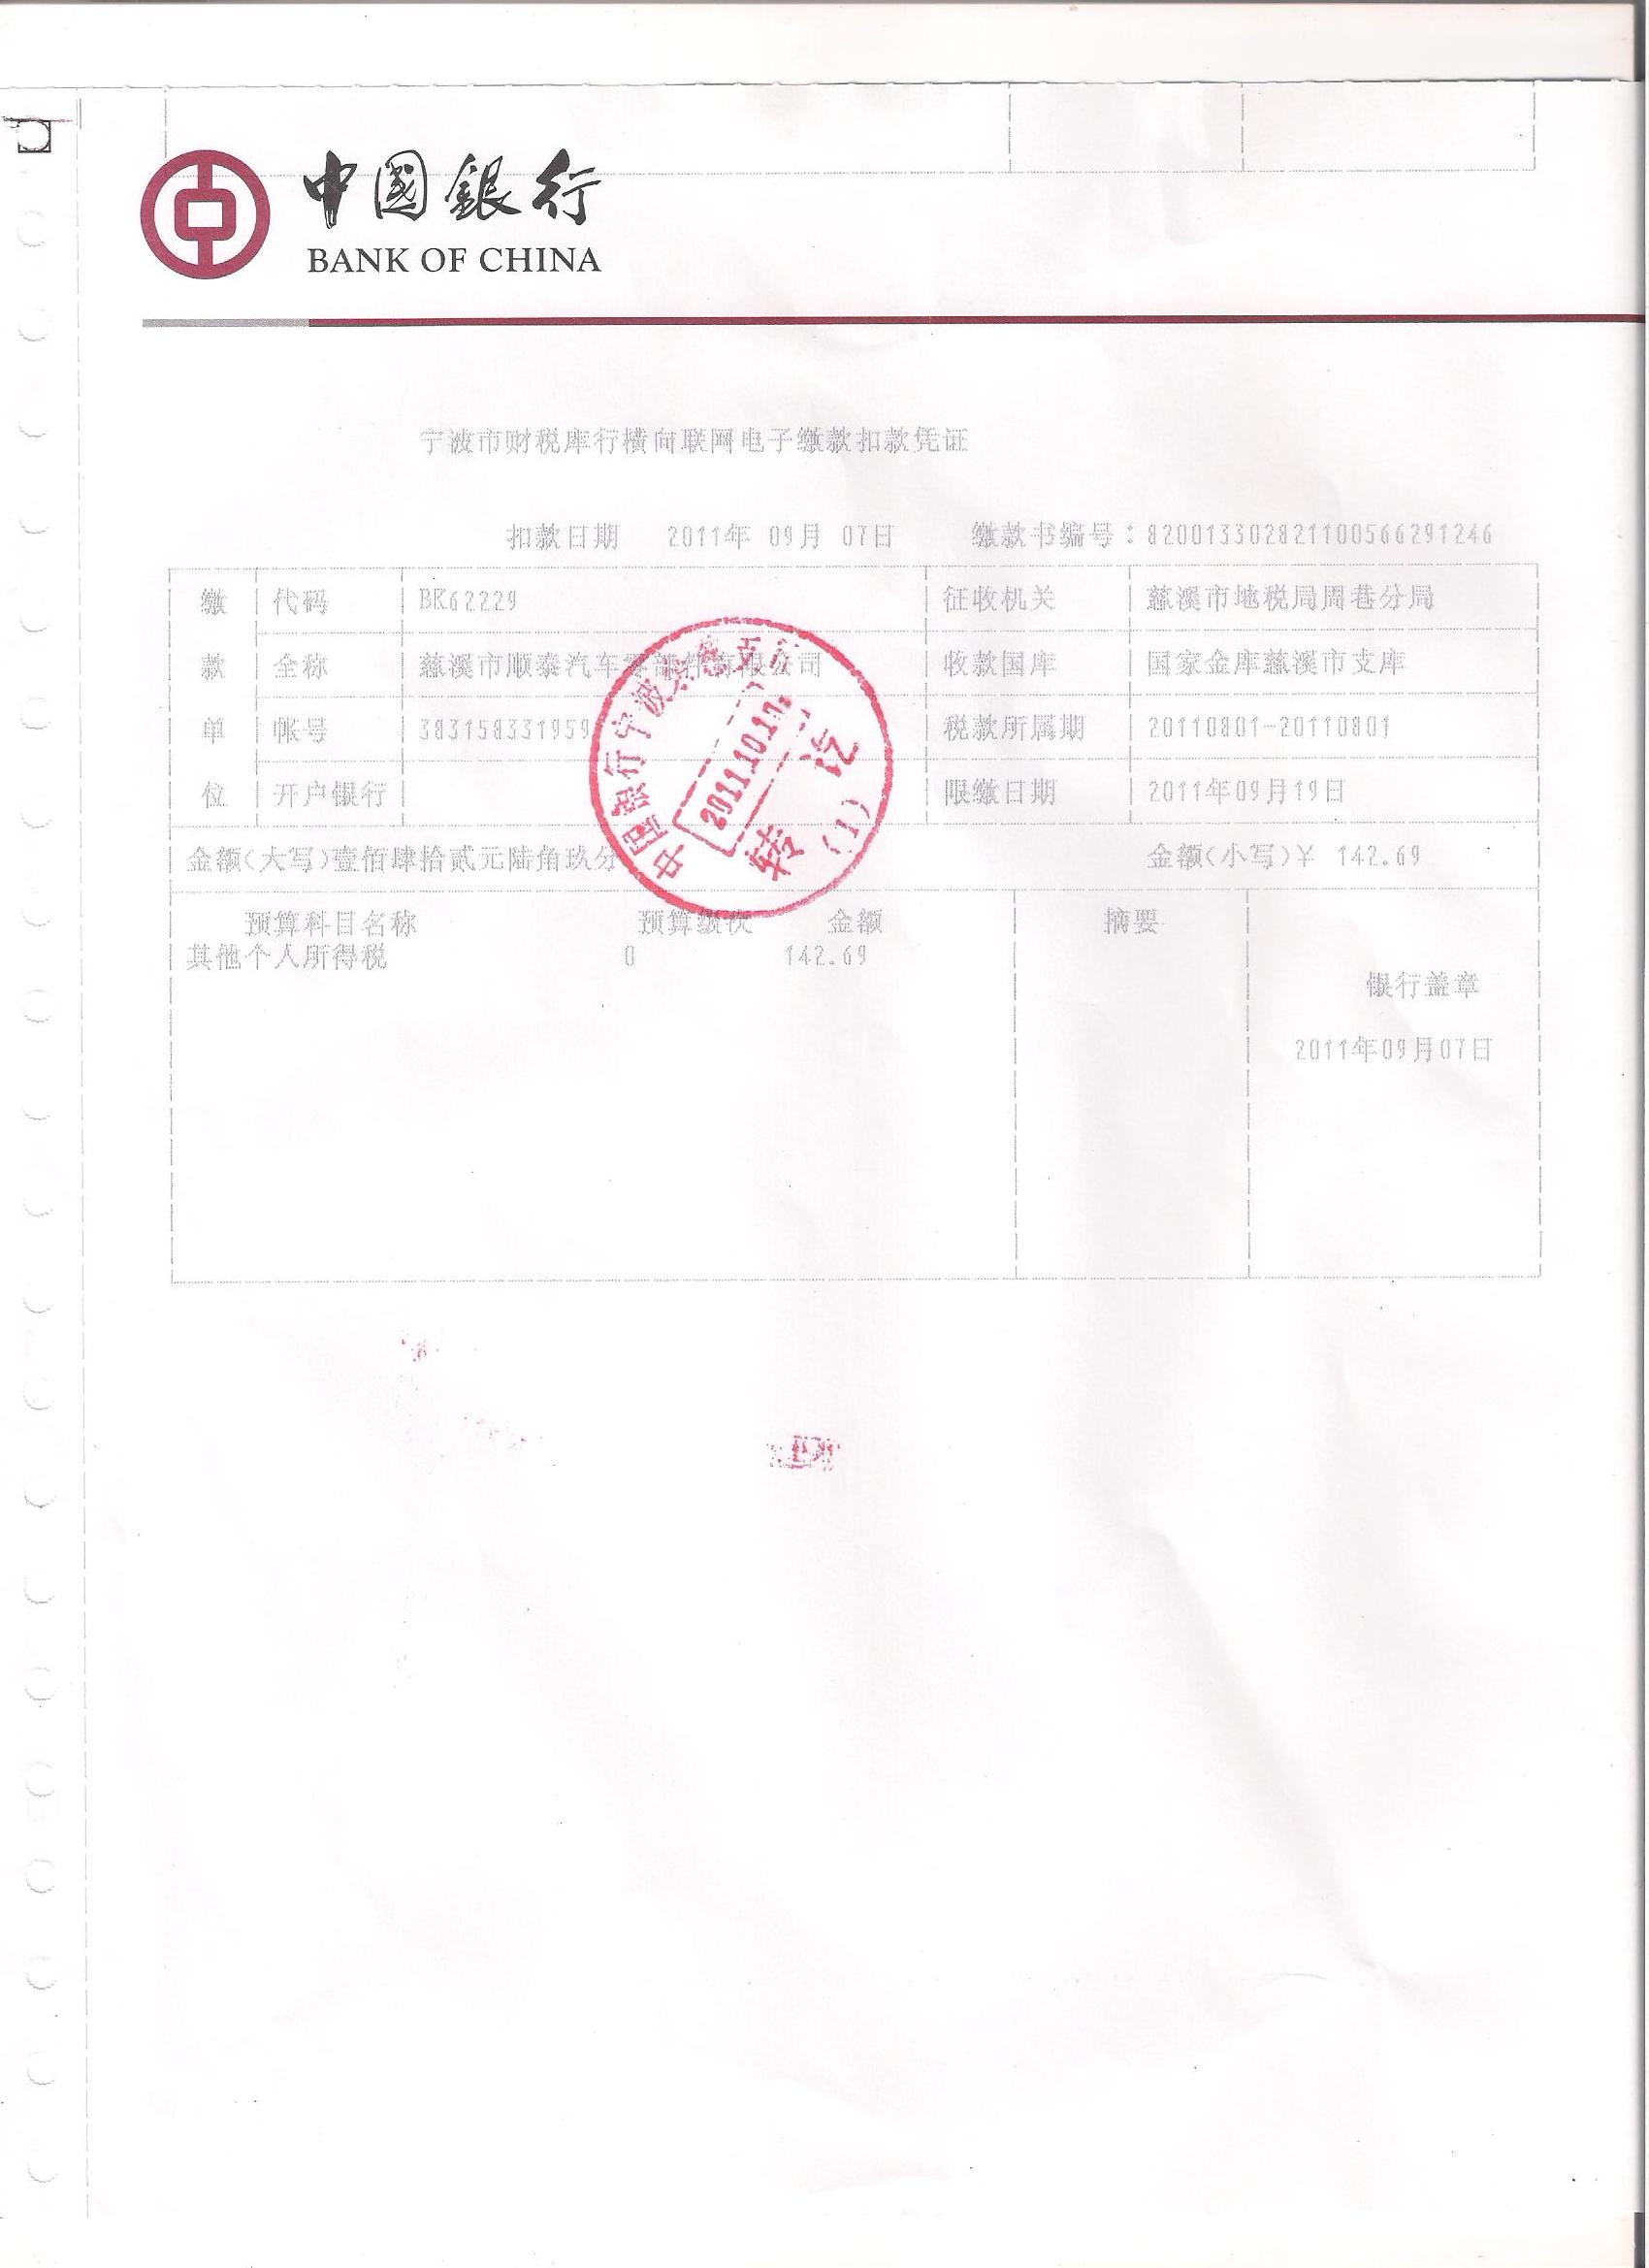 中國銀行
BANK OF CHINA
宁波市财税库行横向联网电子缴款扣款凭证
扣款日期 2011年 09月 07日 缴款书编号：820013302821100566291246
缴 代码 BK62229 征收机关 慈溪市地税局周巷分局
款 全称 慈溪市顺泰汽车零部件有限公司 收款国库 国家金库慈溪市支库
单 帐号 383158331959 税款所属期 20110801-20110801
位 开户银行 限缴日期 2011年09月19日
金额(大写)壹佰肆拾贰元陆角玖分 金额(小写)￥ 142.69
预算科目名称 预算级次 金额 摘要
其他个人所得税 0 142.69
银行盖章
2011年09月07日
中国银行宁波
2011.10.17
转讫
(1)